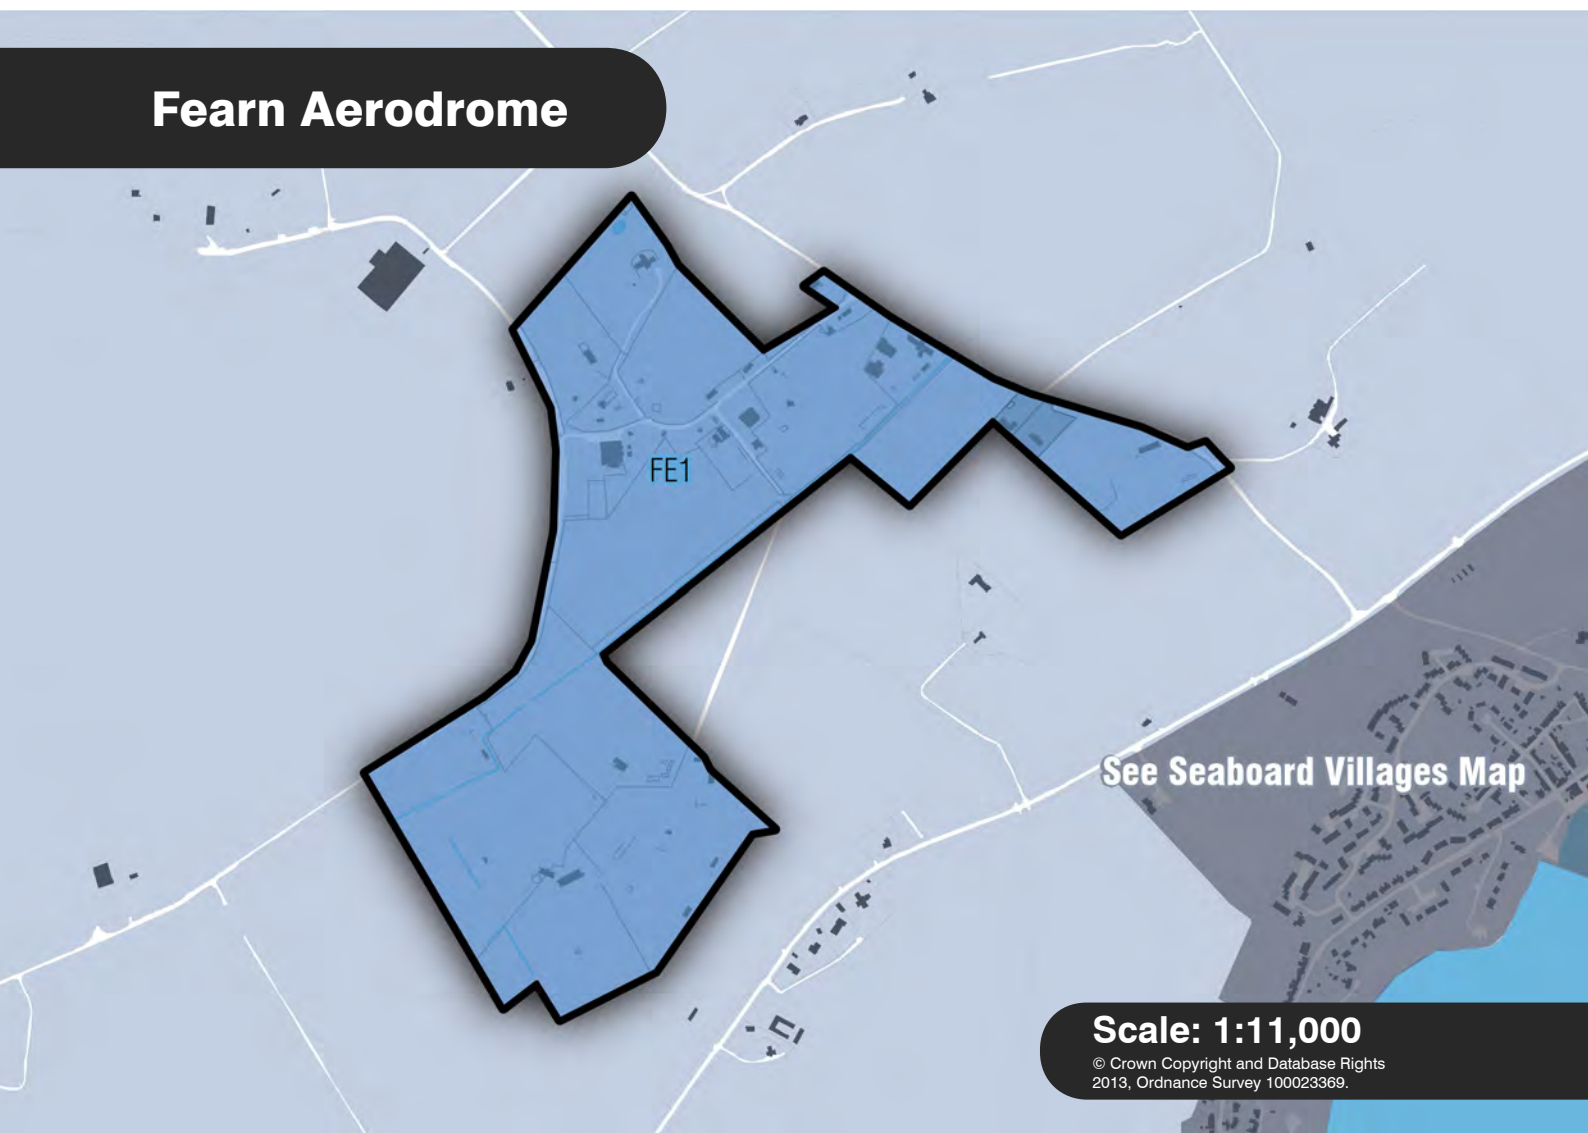 Fearn Aerodrome
FE1
See Seaboard Villages Map
Scale: 1:11,000
© Crown Copyright and Database Rights
2013, Ordnance Survey 100023369.